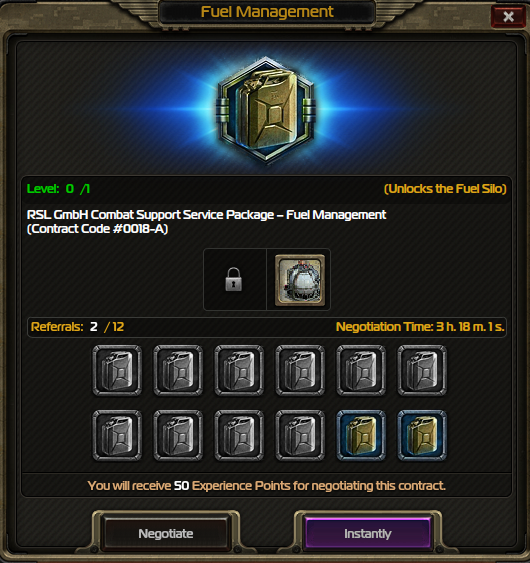 Fuel Management
Level: 0 /1 (Unlocks the Fuel Silo)
RSL GmbH Combat Support Service Package – Fuel Management
(Contract Code #0018-A)
Referrals: 2 / 12 Negotiation Time: 3 h. 18 m. 1 s.
You will receive 50 Experience Points for negotiating this contract.
Negotiate Instantly